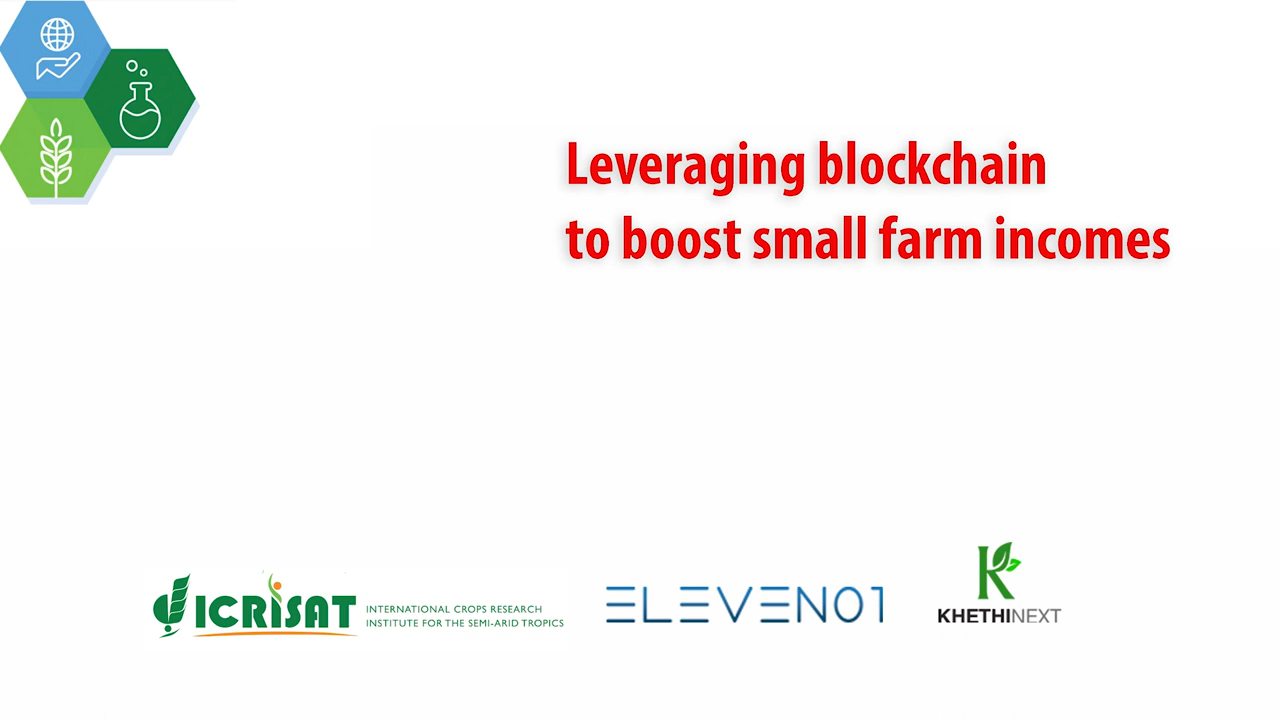 Leveraging blockchain
to boost small farm incomes
ICRISAT
INTERNATIONAL CROPS RESEARCH
INSTITUTE FOR THE SEMI-ARID TROPICS
ELEVEN01
KHETHINEXT